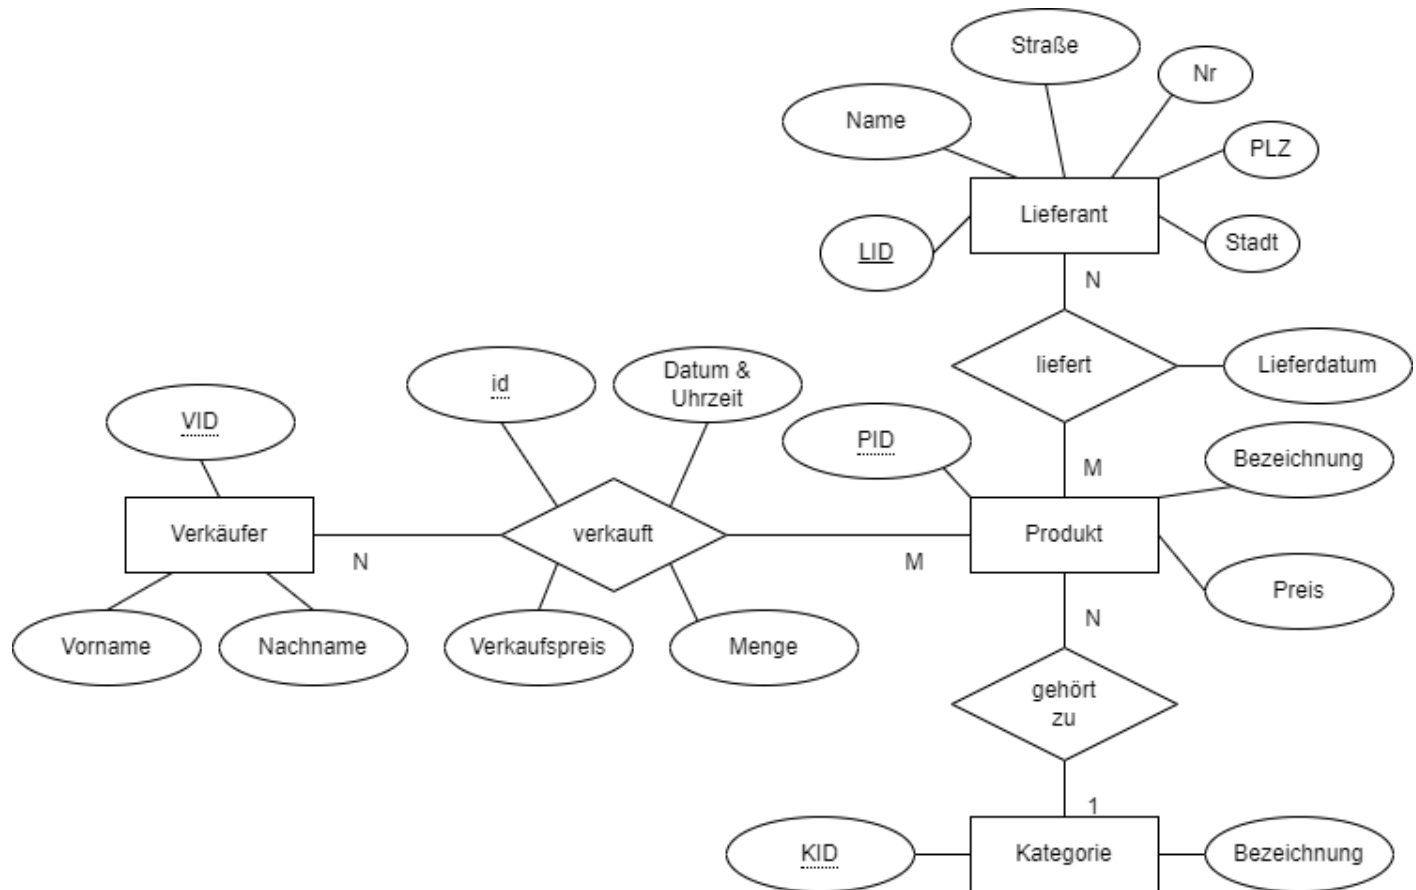 Straße
Nr
Name
PLZ
Lieferant
Stadt
LID
N
liefert
Lieferdatum
id
Datum &
Uhrzeit
VID
PID
Bezeichnung
M
Verkäufer
verkauft
Produkt
N
M
Preis
N
Vorname
Nachname
Verkaufspreis
Menge
gehört
zu
1
KID
Kategorie
Bezeichnung